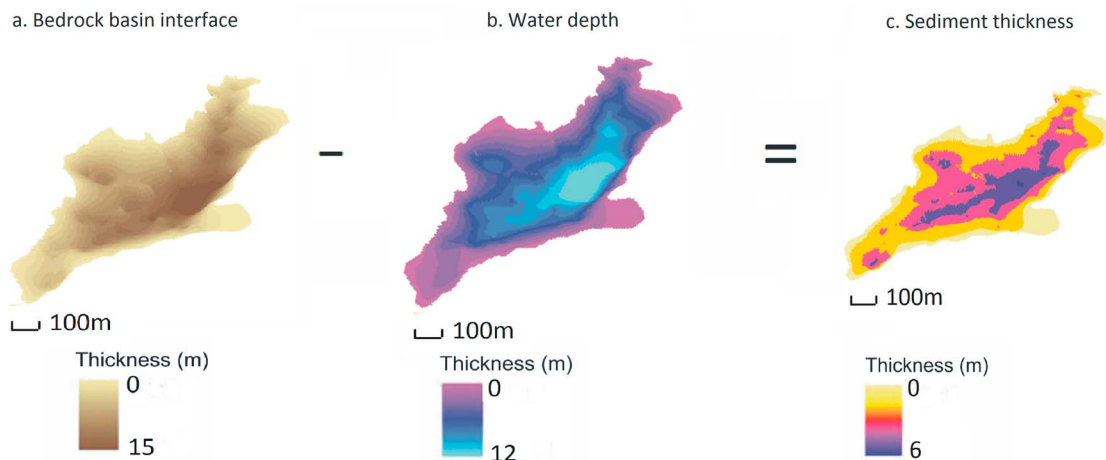 a. Bedrock basin interface
b. Water depth
c. Sediment thickness
–
=
100m
100m
100m
Thickness (m)
0
15
Thickness (m)
0
12
Thickness (m)
0
6